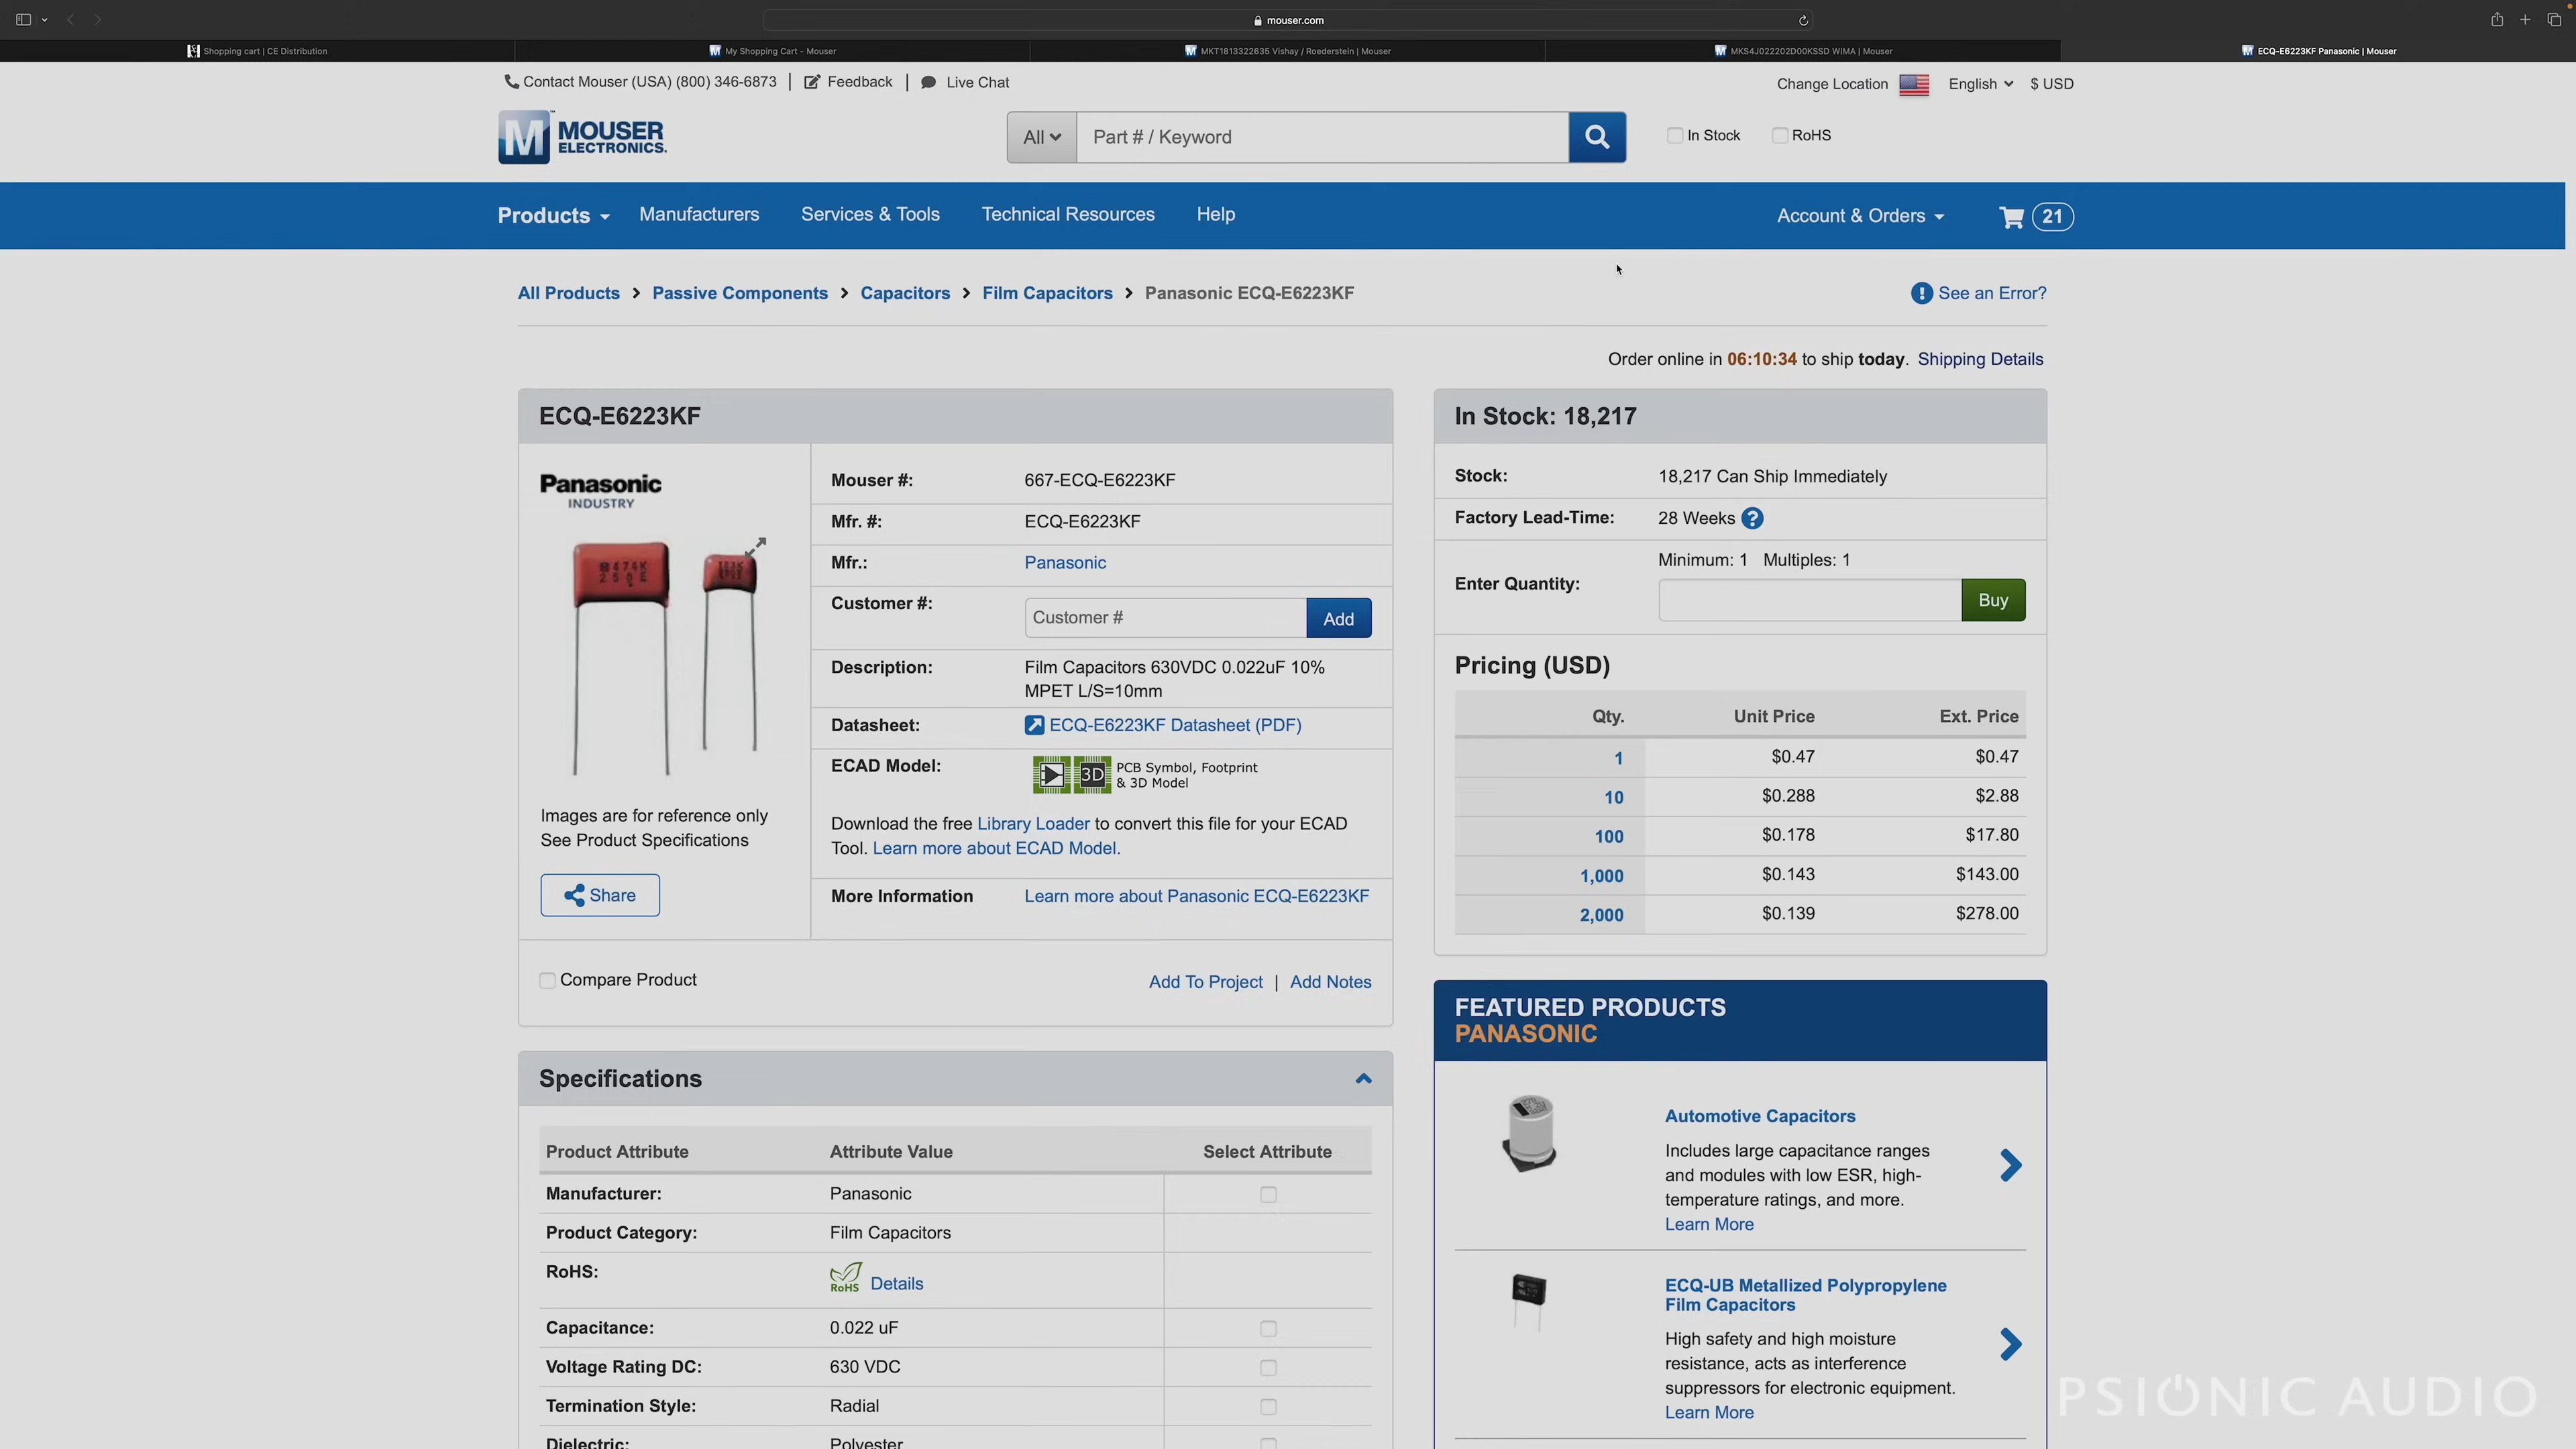 Shopping cart | CE Distribution
My Shopping Cart - Mouser
MKT1813322635 Vishay / Roederstein | Mouser
MKS4J022202D00KSSD WIMA | Mouser
ECQ-E6223KF Panasonic | Mouser
mouser.com
Contact Mouser (USA) (800) 346-6873 | Feedback | Live Chat
Change Location English $ USD
M MOUSER
ELECTRONICS.
All Part # / Keyword
In Stock RoHS
Products Manufacturers Services & Tools Technical Resources Help Account & Orders 21
All Products > Passive Components > Capacitors > Film Capacitors > Panasonic ECQ-E6223KF
See an Error?
Order online in 06:10:34 to ship today. Shipping Details
ECQ-E6223KF
Panasonic
INDUSTRY
474K
Images are for reference only
See Product Specifications
Share
Mouser #: 667-ECQ-E6223KF
Mfr. #: ECQ-E6223KF
Mfr.: Panasonic
Customer #: Customer # Add
Description: Film Capacitors 630VDC 0.022uF 10%
MPET L/S=10mm
Datasheet: ECQ-E6223KF Datasheet (PDF)
ECAD Model: 3D PCB Symbol, Footprint
& 3D Model
Download the free Library Loader to convert this file for your ECAD
Tool. Learn more about ECAD Model.
More Information Learn more about Panasonic ECQ-E6223KF
Compare Product Add To Project | Add Notes
In Stock: 18,217
Stock: 18,217 Can Ship Immediately
Factory Lead-Time: 28 Weeks ?
Minimum: 1 Multiples: 1
Enter Quantity: Buy
Pricing (USD)
Qty. Unit Price Ext. Price
1 $0.47 $0.47
10 $0.288 $2.88
100 $0.178 $17.80
1,000 $0.143 $143.00
2,000 $0.139 $278.00
Specifications
Product Attribute Attribute Value Select Attribute
Manufacturer: Panasonic
Product Category: Film Capacitors
RoHS: RoHS Details
Capacitance: 0.022 uF
Voltage Rating DC: 630 VDC
Termination Style: Radial
Dielectric: Polyester
FEATURED PRODUCTS
PANASONIC
Automotive Capacitors
Includes large capacitance ranges
and modules with low ESR, high-
temperature ratings, and more.
Learn More
ECQ-UB Metallized Polypropylene
Film Capacitors
High safety and high moisture
resistance, acts as interference
suppressors for electronic equipment.
Learn More
PSIONIC AUDIO